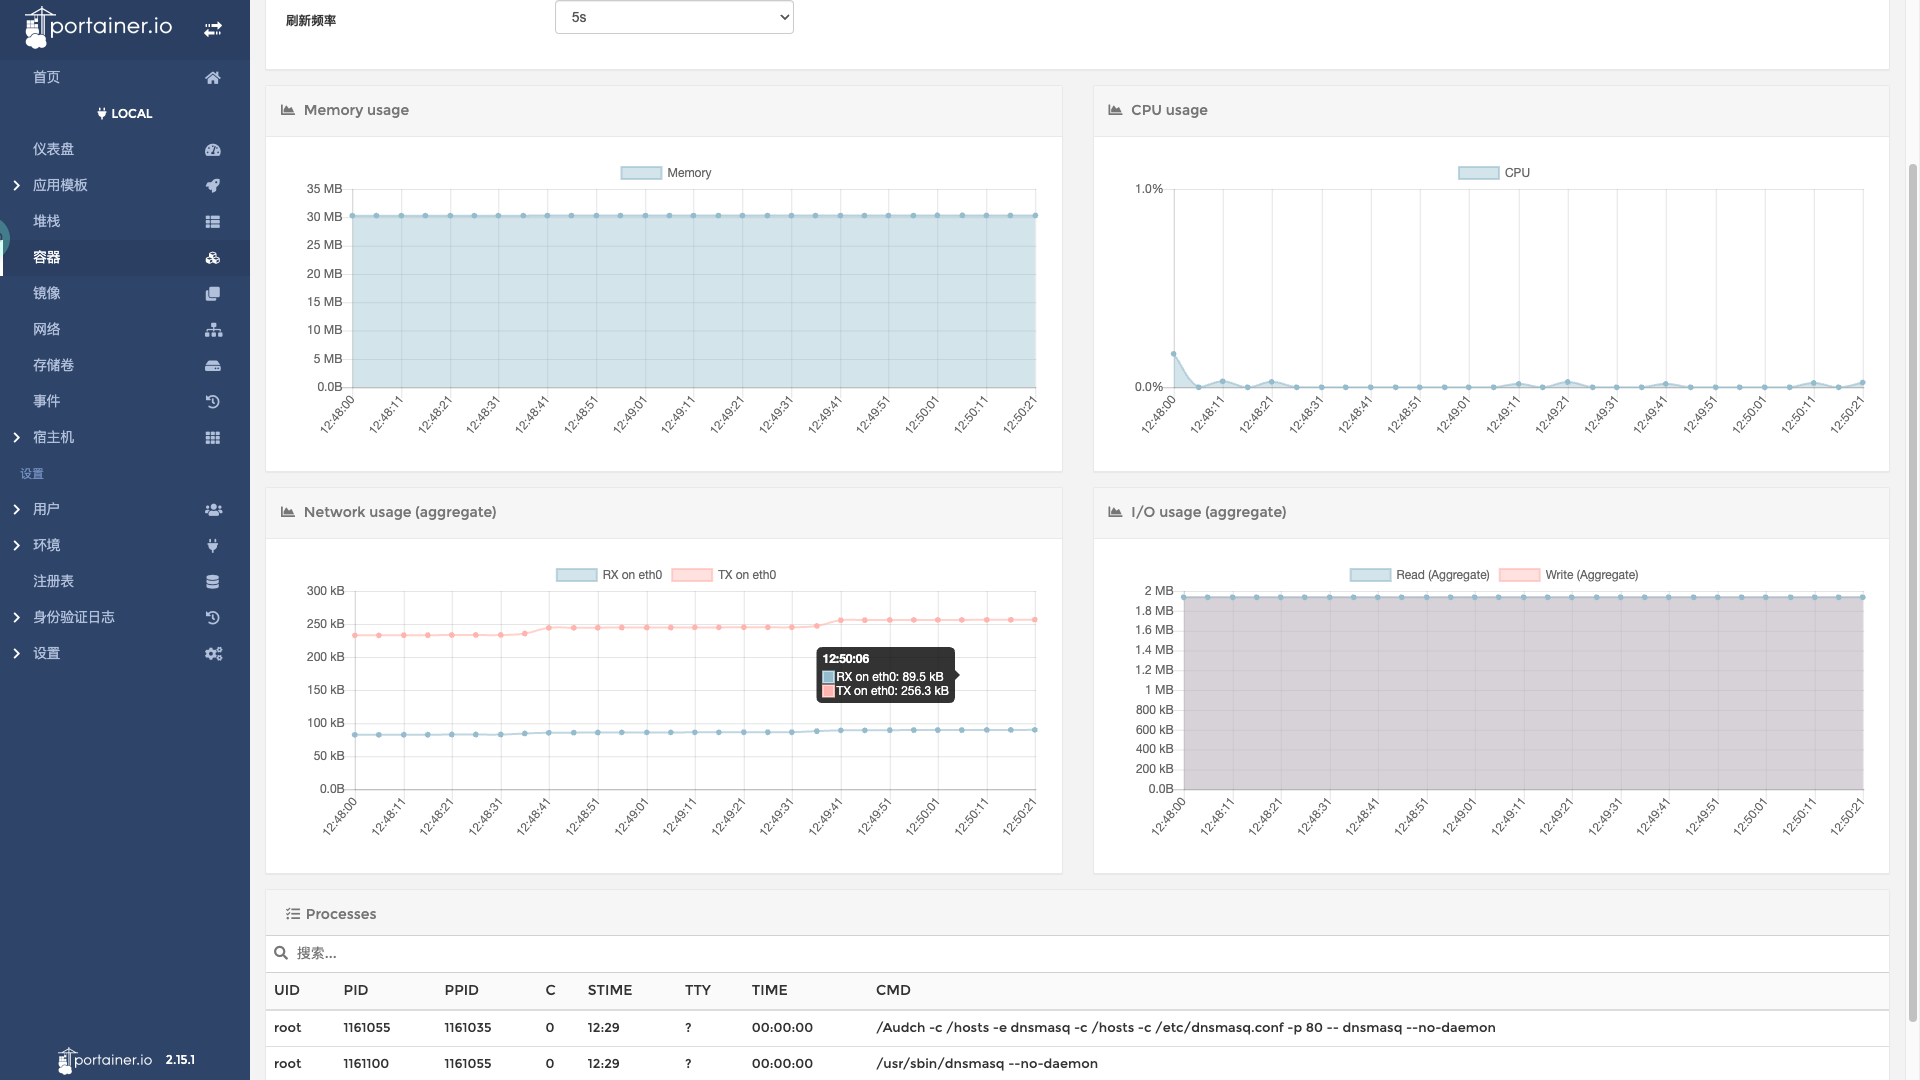 portainer.io
首页
LOCAL
仪表盘
应用模板
堆栈
容器
镜像
网络
存储卷
事件
宿主机
设置
用户
环境
注册表
身份验证日志
设置
portainer.io 2.15.1
刷新频率 5s
Memory usage
Memory
35 MB
30 MB
25 MB
20 MB
15 MB
10 MB
5 MB
0.0B
12:48:00 12:48:11 12:48:21 12:48:31 12:48:41 12:48:51 12:49:01 12:49:11 12:49:21 12:49:31 12:49:41 12:49:51 12:50:01 12:50:11 12:50:21
CPU usage
CPU
1.0%
0.0%
12:48:00 12:48:11 12:48:21 12:48:31 12:48:41 12:48:51 12:49:01 12:49:11 12:49:21 12:49:31 12:49:41 12:49:51 12:50:01 12:50:11 12:50:21
Network usage (aggregate)
RX on eth0 TX on eth0
300 kB
250 kB
200 kB
150 kB
100 kB
50 kB
0.0B
12:50:06
RX on eth0: 89.5 kB
TX on eth0: 256.3 kB
12:48:00 12:48:11 12:48:21 12:48:31 12:48:41 12:48:51 12:49:01 12:49:11 12:49:21 12:49:31 12:49:41 12:49:51 12:50:01 12:50:11 12:50:21
I/O usage (aggregate)
Read (Aggregate) Write (Aggregate)
2 MB
1.8 MB
1.6 MB
1.4 MB
1.2 MB
1 MB
800 kB
600 kB
400 kB
200 kB
0.0B
12:48:00 12:48:11 12:48:21 12:48:31 12:48:41 12:48:51 12:49:01 12:49:11 12:49:21 12:49:31 12:49:41 12:49:51 12:50:01 12:50:11 12:50:21
Processes
搜索...
UID PID PPID C STIME TTY TIME CMD
root 1161055 1161035 0 12:29 ? 00:00:00 /Audch -c /hosts -e dnsmasq -c /hosts -c /etc/dnsmasq.conf -p 80 -- dnsmasq --no-daemon
root 1161100 1161055 0 12:29 ? 00:00:00 /usr/sbin/dnsmasq --no-daemon